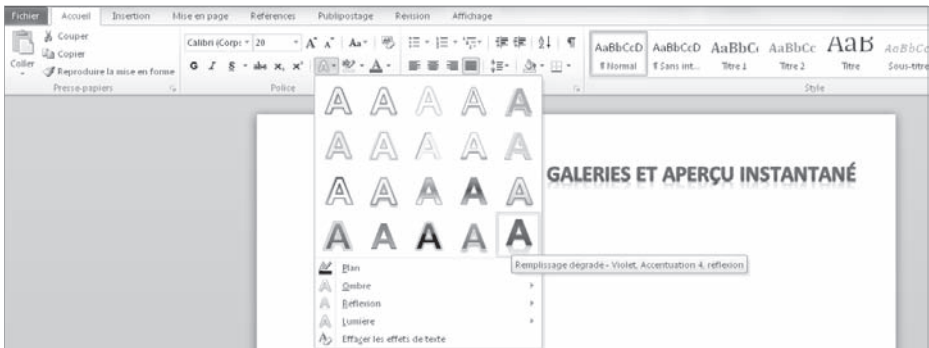 Fichier Accueil Insertion Mise en page Références Publipostage Révision Affichage
Couper
Copier
Reproduire la mise en forme
Coller
Calibri (Corps 20 A A Aa
G I S abc x, x' A A
AaBbCcD AaBbCcD AaBbC AaBbCc AaB AaBbCc
¶ Normal ¶ Sans int... Titre 1 Titre 2 Titre Sous-titre
Presse-papiers Police Style
A A A A A
A A A A A
A A A A A
A A A A A
GALERIES ET APERÇU INSTANTANÉ
Remplissage dégradé - Violet, Accentuation 4, réflexion
Plan
Ombre
Réflexion
Lumière
Effacer les effets de texte